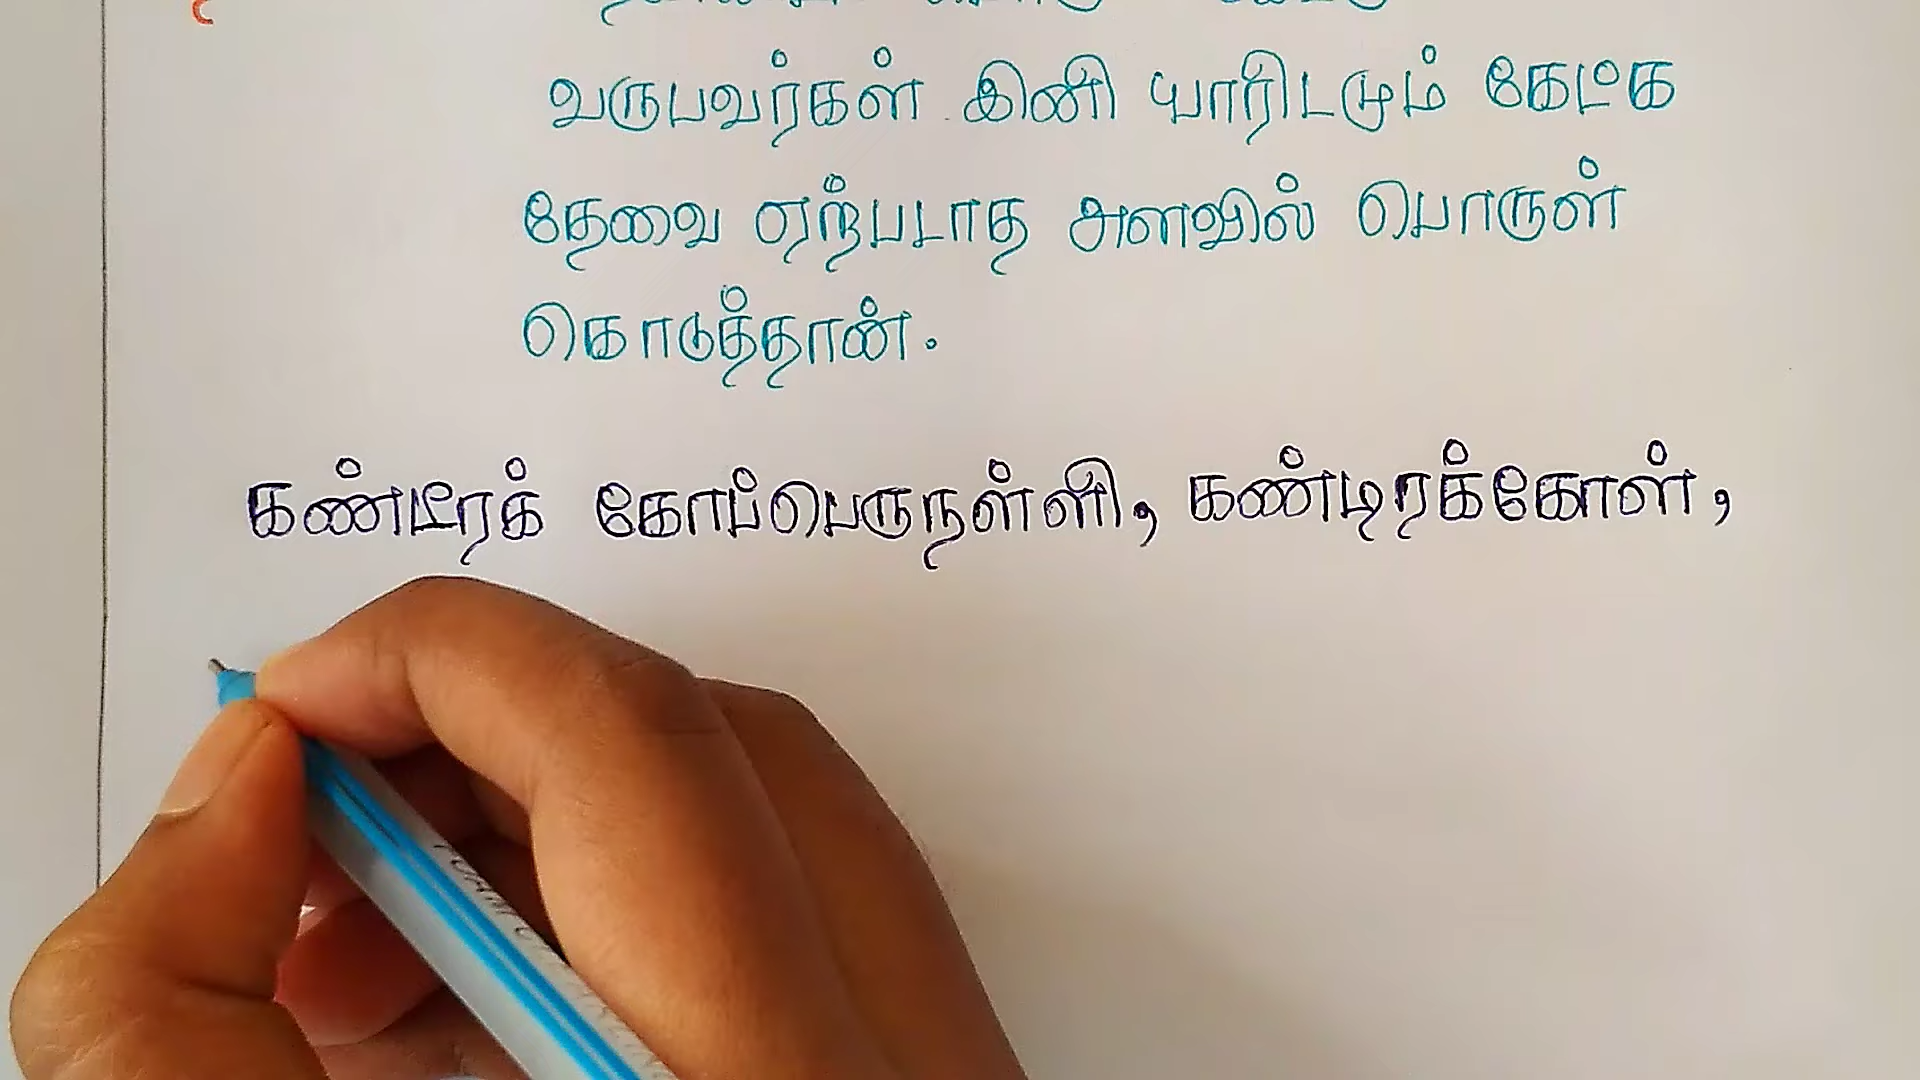 வருபவர்கள் இனி யாரிடமும் கேட்க
தேவை ஏற்படாத அளவில் பொருள்
கொடுத்தான்.
கண்டீரக் கோப்பெருநள்ளி, கண்டிரக்கோள்,